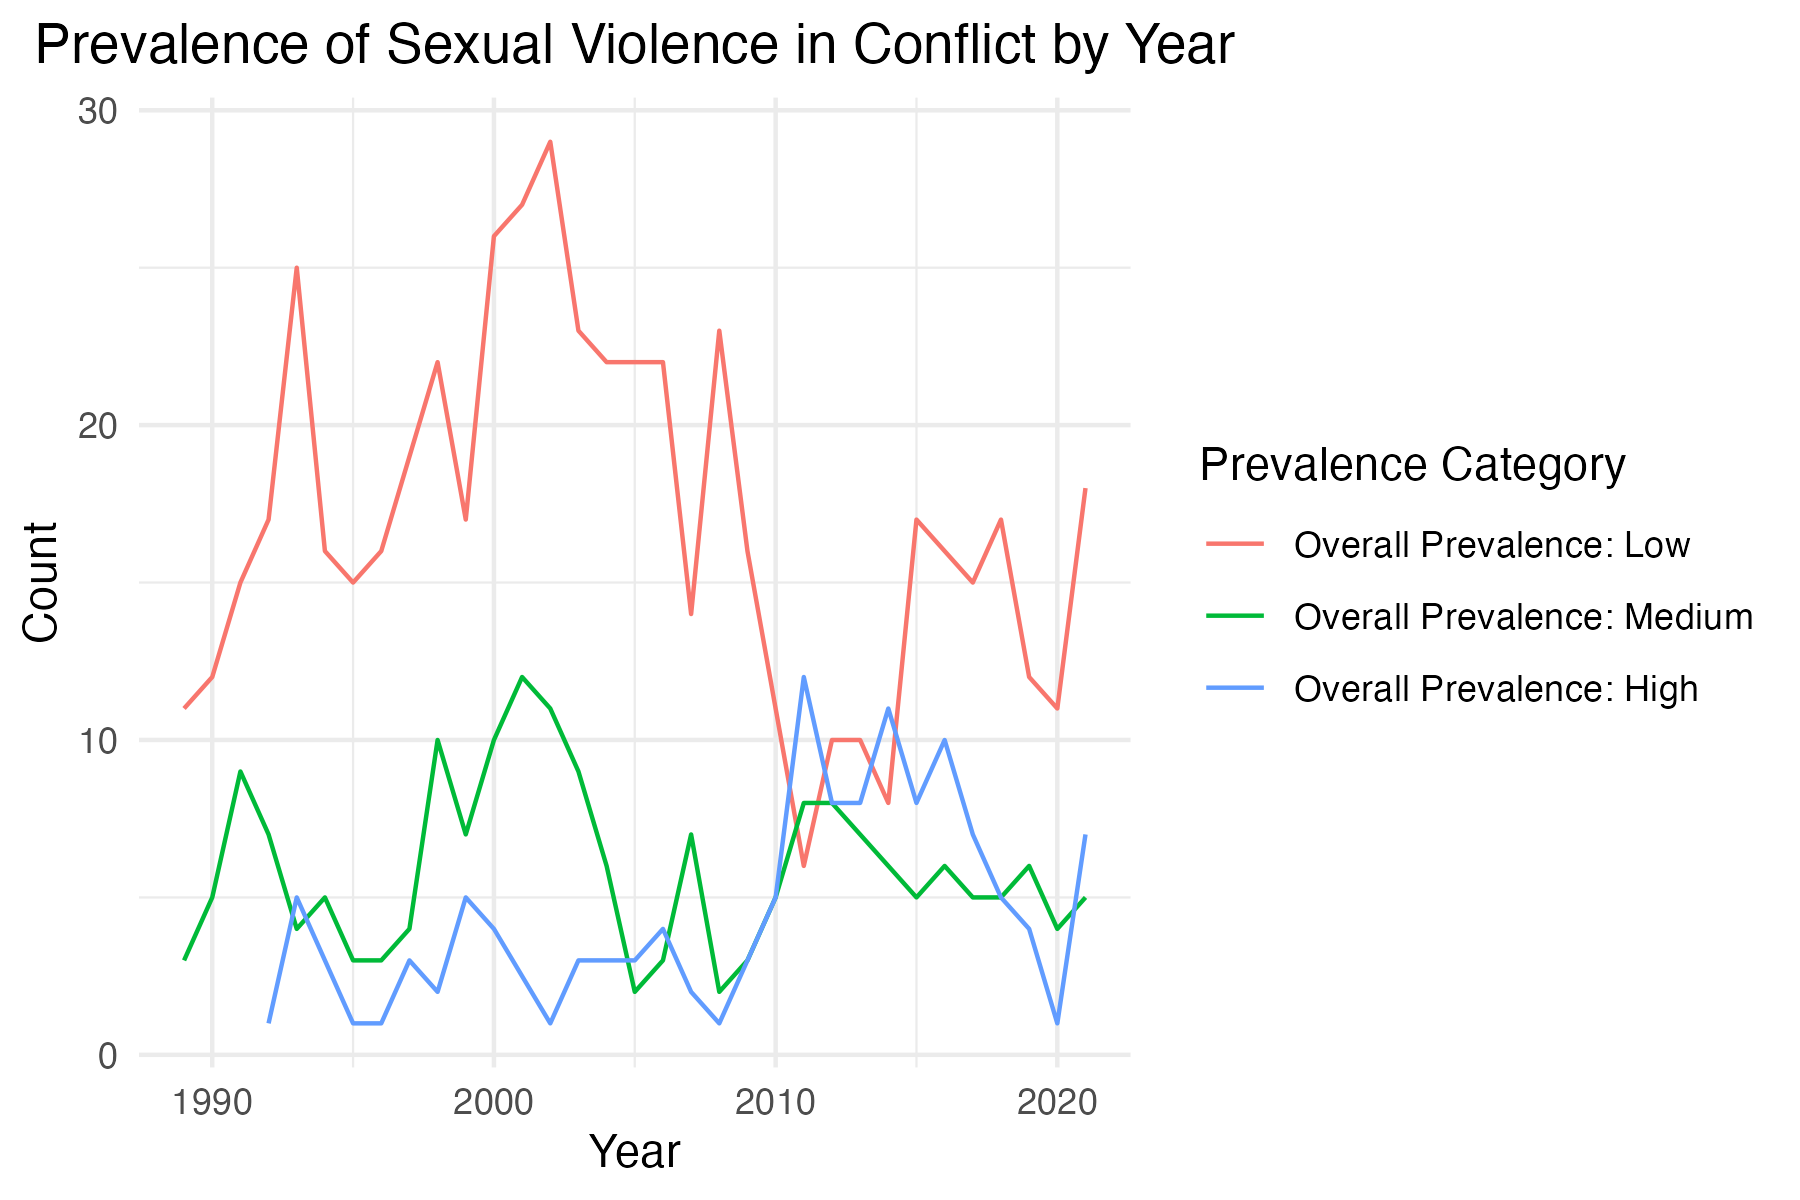 Prevalence of Sexual Violence in Conflict by Year
30
20
10
0
Count
1990
2000
2010
2020
Year
Prevalence Category
Overall Prevalence: Low
Overall Prevalence: Medium
Overall Prevalence: High